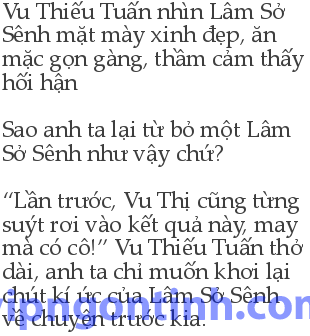 Vu Thiếu Tuấn nhìn Lâm Sở
Sênh mặt mày xinh đẹp, ăn
mặc gọn gàng, thầm cảm thấy
hối hận
Sao anh ta lại từ bỏ một Lâm
Sở Sênh như vậy chứ?
“Lần trước, Vu Thị cũng từng
suýt rơi vào kết quả này, may
mà có cô!” Vu Thiếu Tuấn thở
dài, anh ta chỉ muốn khơi lại
chút kí ức của Lâm Sở Sênh
về chuyện trước kia.